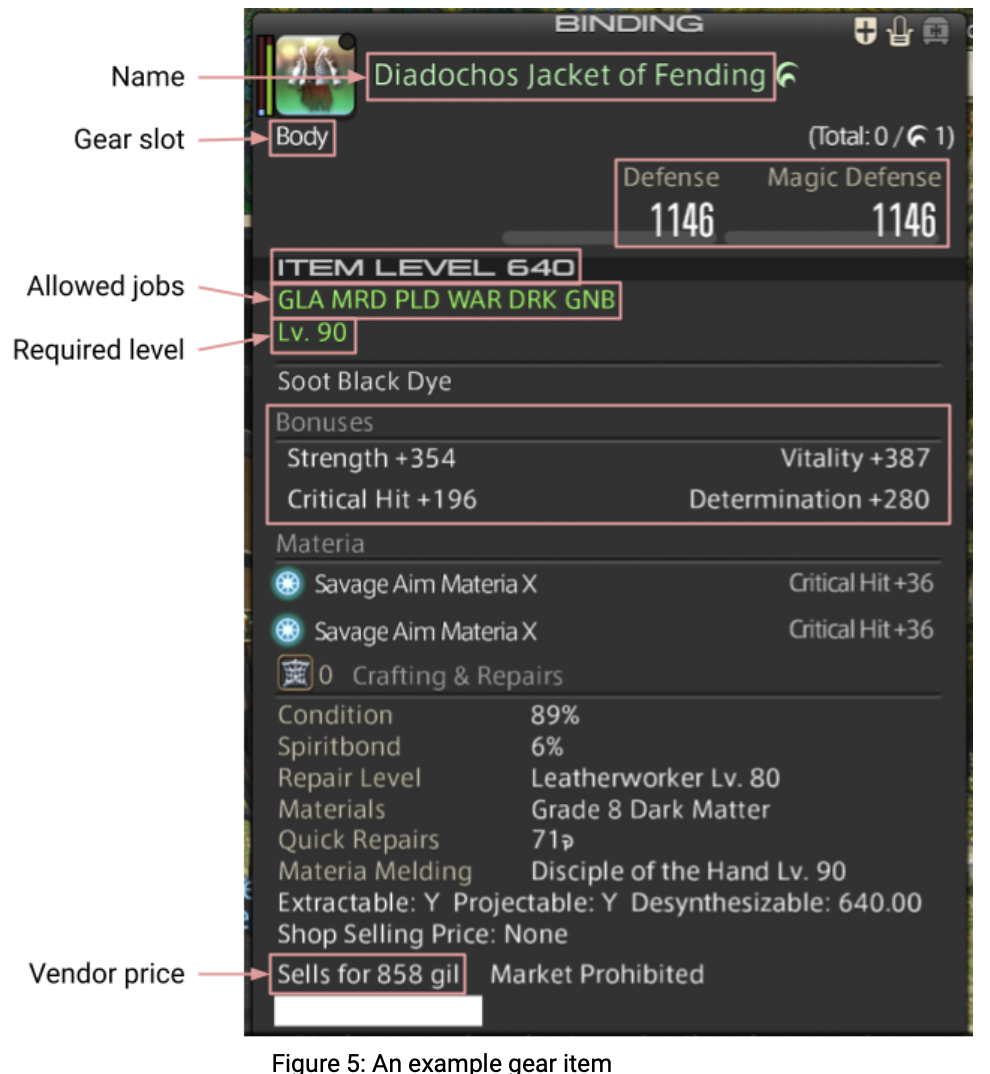 BINDING
Name
Diadochos Jacket of Fending
Gear slot
Body
(Total: 0 / 1)
Defense Magic Defense
1146 1146
ITEM LEVEL 640
Allowed jobs
GLA MRD PLD WAR DRK GNB
Required level
Lv. 90
Soot Black Dye
Bonuses
Strength +354 Vitality +387
Critical Hit +196 Determination +280
Materia
Savage Aim Materia X Critical Hit +36
Savage Aim Materia X Critical Hit +36
0 Crafting & Repairs
Condition 89%
Spiritbond 6%
Repair Level Leatherworker Lv. 80
Materials Grade 8 Dark Matter
Quick Repairs 71
Materia Melding Disciple of the Hand Lv. 90
Extractable: Y Projectable: Y Desynthesizable: 640.00
Shop Selling Price: None
Vendor price
Sells for 858 gil Market Prohibited
Figure 5: An example gear item